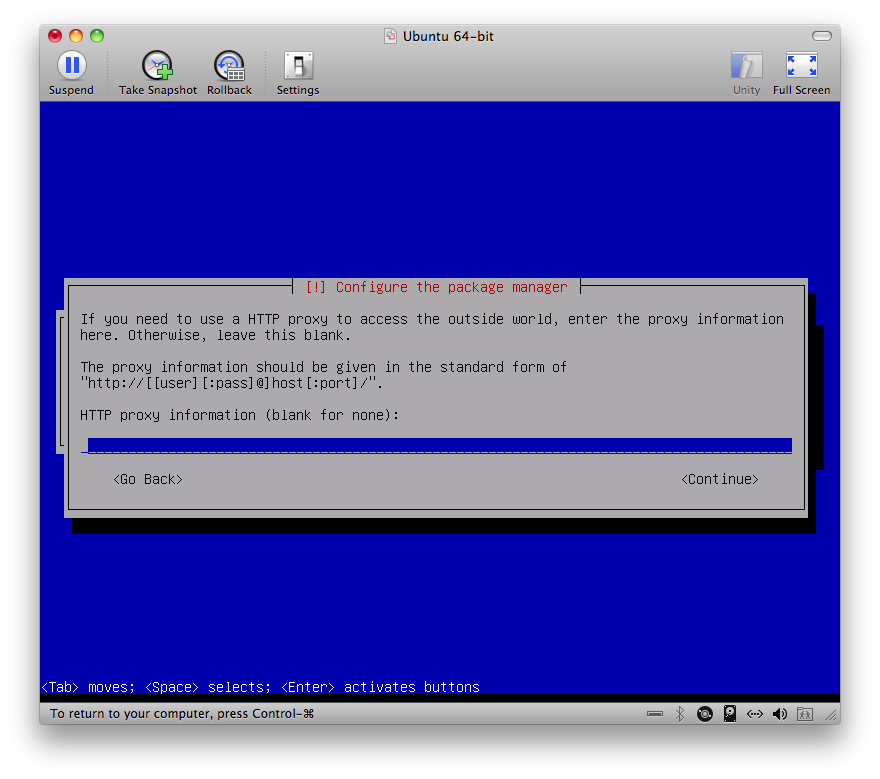 Ubuntu 64-bit
Suspend
Take Snapshot
Rollback
Settings
Unity
Full Screen
[!] Configure the package manager
If you need to use a HTTP proxy to access the outside world, enter the proxy information
here. Otherwise, leave this blank.
The proxy information should be given in the standard form of
"http://[[user][:pass]@]host[:port]/".
HTTP proxy information (blank for none):
<Go Back>
<Continue>
<Tab> moves; <Space> selects; <Enter> activates buttons
To return to your computer, press Control-⌘